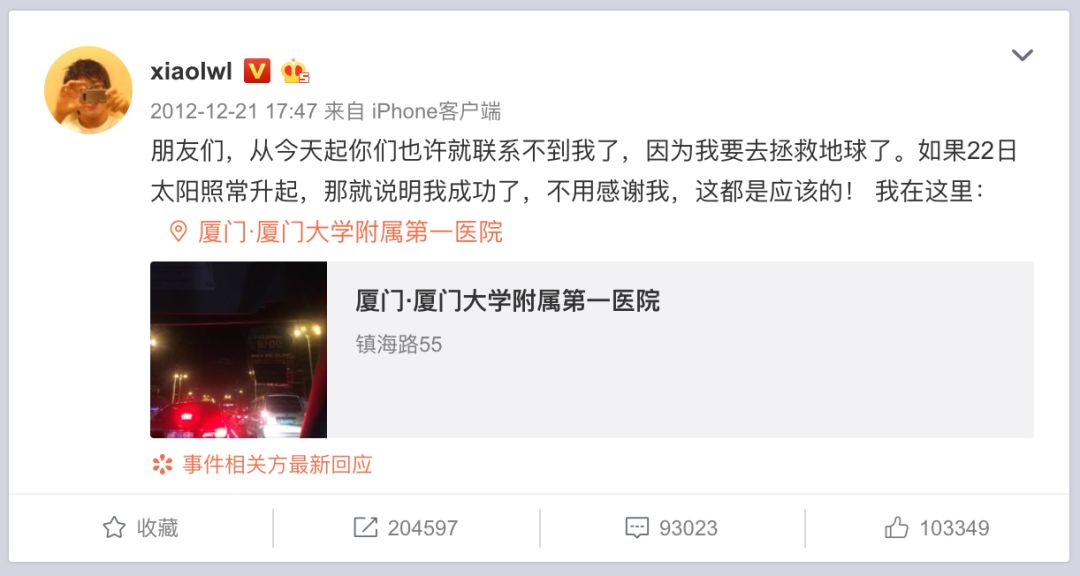 xiaolwl V 5
2012-12-21 17:47 来自 iPhone客户端
朋友们，从今天起你们也许就联系不到我了，因为我要去拯救地球了。如果22日
太阳照常升起，那就说明我成功了，不用感谢我，这都是应该的！ 我在这里：
厦门·厦门大学附属第一医院
厦门·厦门大学附属第一医院
镇海路55
事件相关方最新回应
收藏 204597 93023 103349